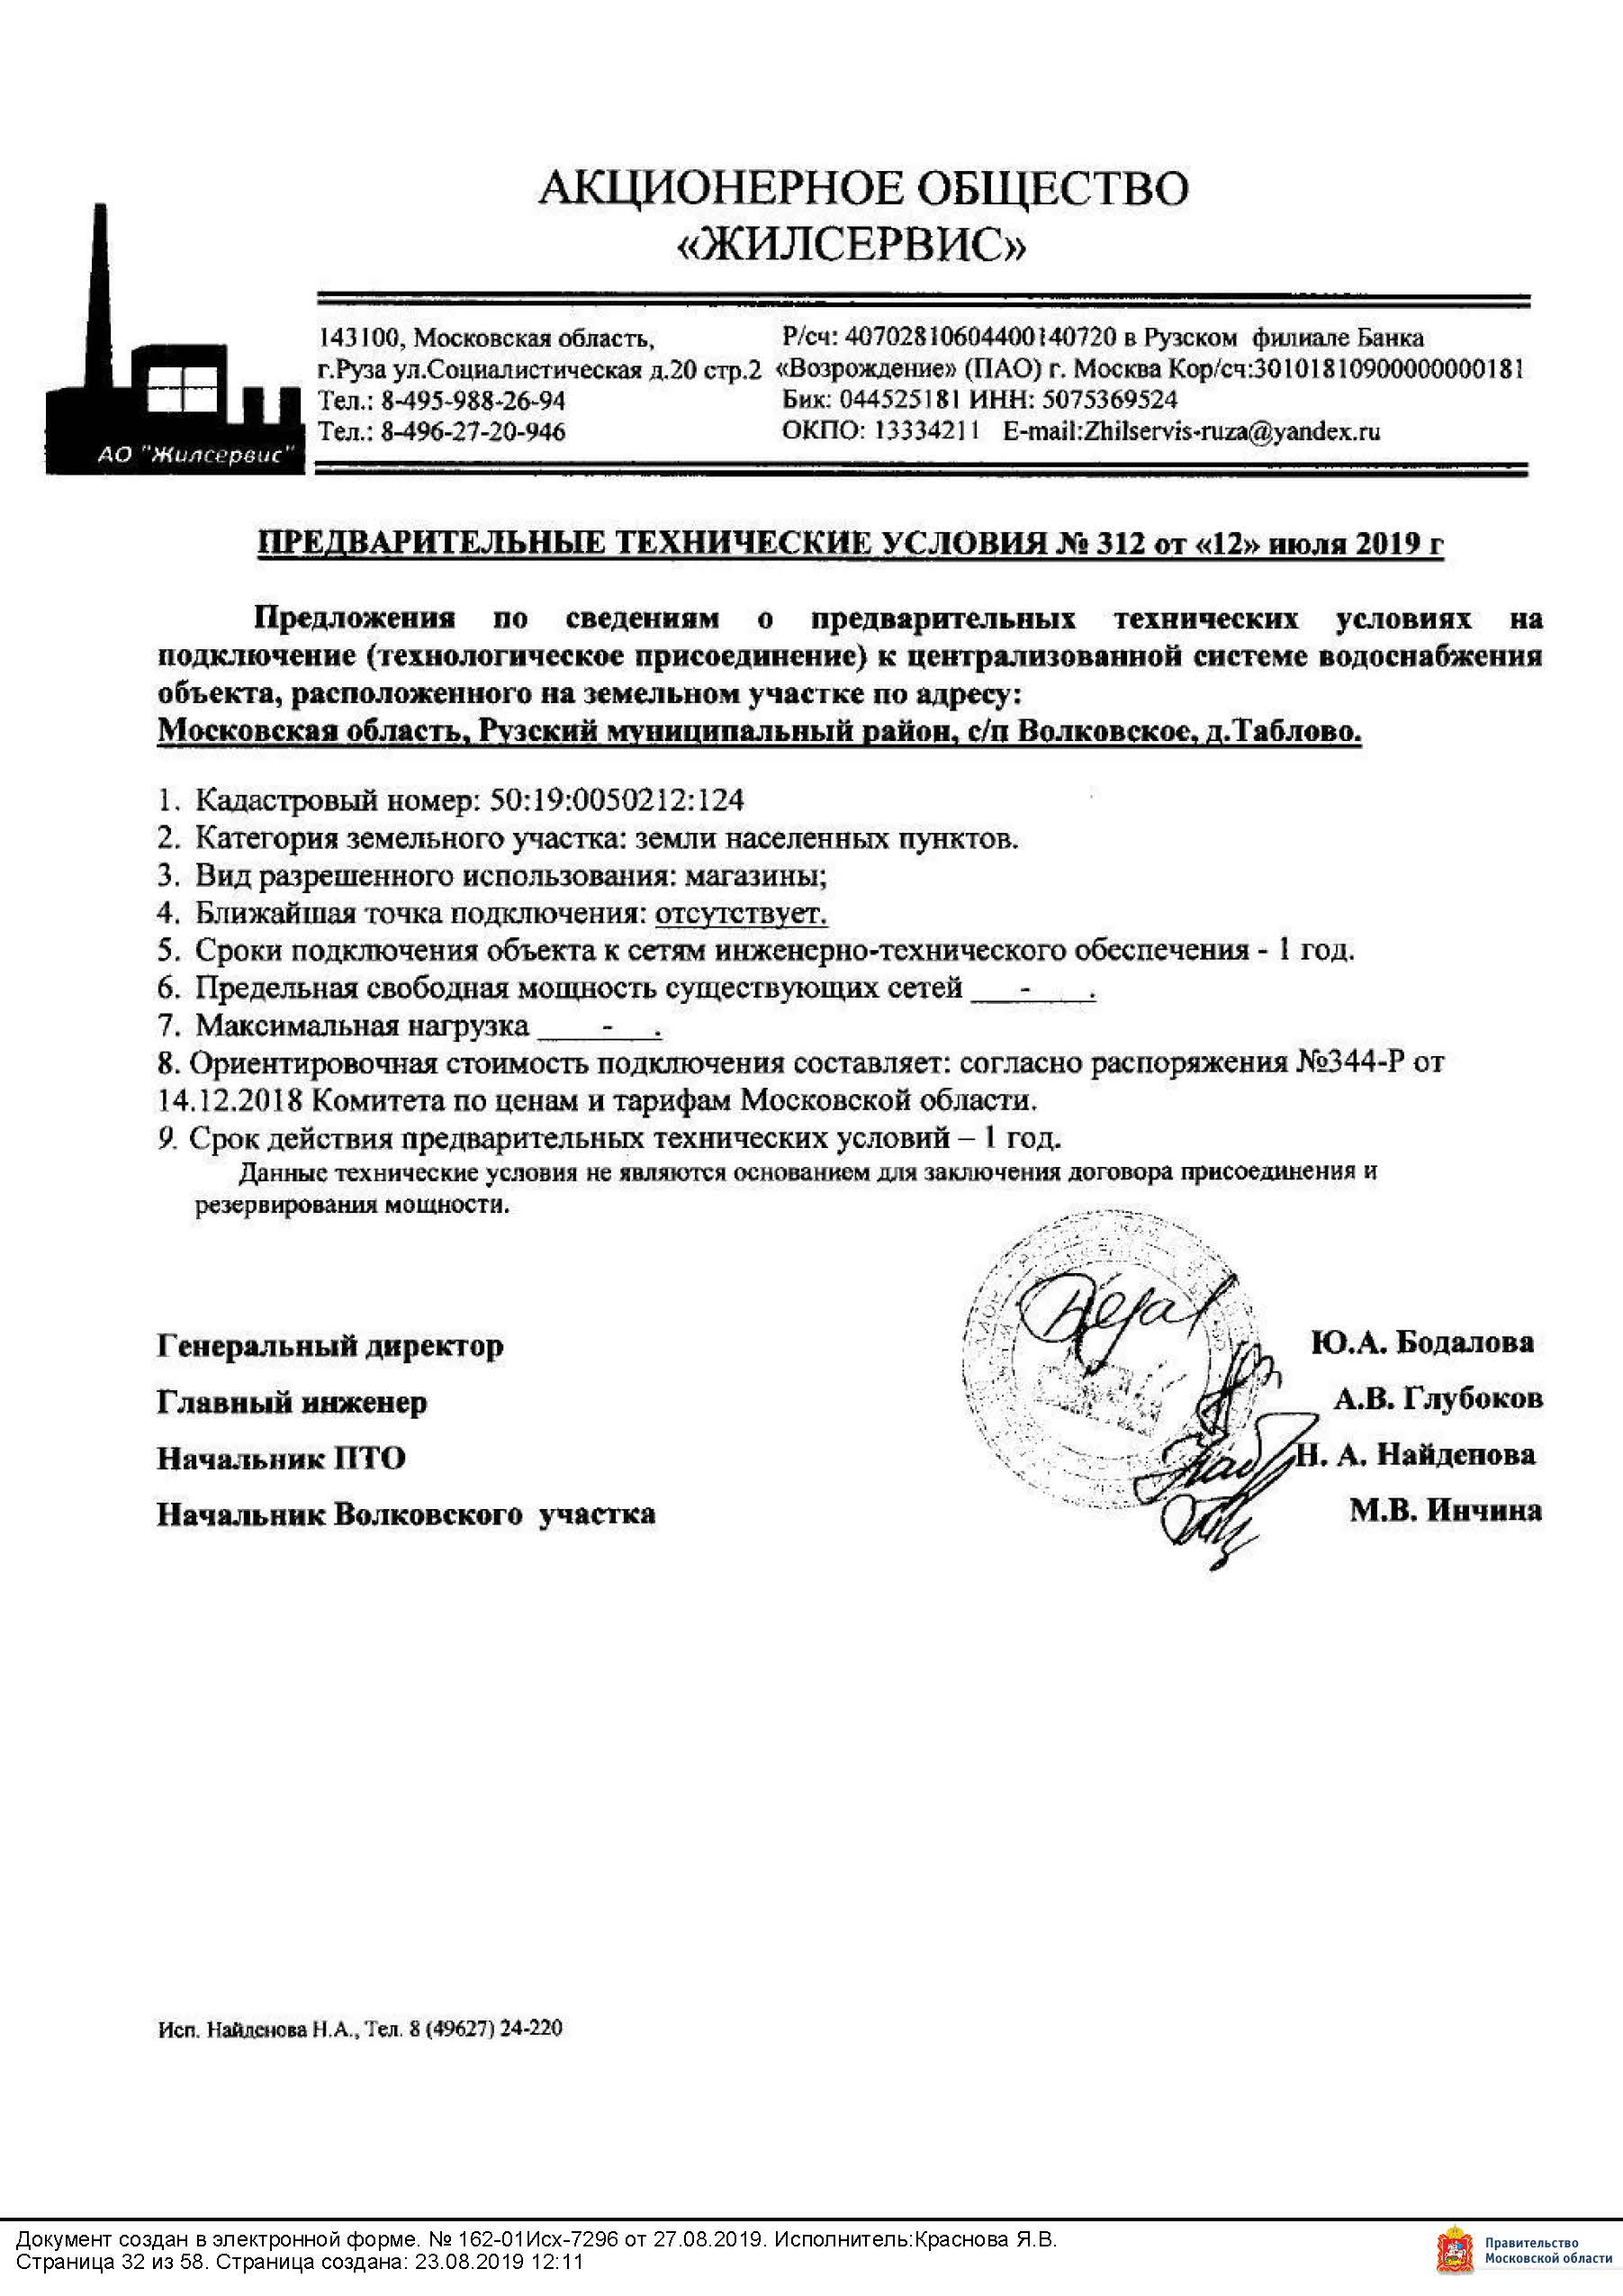 АКЦИОНЕРНОЕ ОБЩЕСТВО
«ЖИЛСЕРВИС»
143100, Московская область,
г.Руза ул.Социалистическая д.20 стр.2
Тел.: 8-495-988-26-94
Тел.: 8-496-27-20-946
Р/сч: 40702810604400140720 в Рузском филиале Банка
«Возрождение» (ПАО) г. Москва Кор/сч:30101810900000000181
Бик: 044525181 ИНН: 5075369524
ОКПО: 13334211 E-mail:Zhilservis-ruza@yandex.ru
АО "Жилсервис"
ПРЕДВАРИТЕЛЬНЫЕ ТЕХНИЧЕСКИЕ УСЛОВИЯ № 312 от «12» июля 2019 г
Предложения по сведениям о предварительных технических условиях на
подключение (технологическое присоединение) к централизованной системе водоснабжения
объекта, расположенного на земельном участке по адресу:
Московская область, Рузский муниципальный район, с/п Волковское, д.Таблово.
1. Кадастровый номер: 50:19:0050212:124
2. Категория земельного участка: земли населенных пунктов.
3. Вид разрешенного использования: магазины;
4. Ближайшая точка подключения: отсутствует.
5. Сроки подключения объекта к сетям инженерно-технического обеспечения - 1 год.
6. Предельная свободная мощность существующих сетей ___-____.
7. Максимальная нагрузка ____-___.
8. Ориентировочная стоимость подключения составляет: согласно распоряжения №344-Р от
14.12.2018 Комитета по ценам и тарифам Московской области.
9. Срок действия предварительных технических условий – 1 год.
Данные технические условия не являются основанием для заключения договора присоединения и
резервирования мощности.
Генеральный директор Ю.А. Бодалова
Главный инженер А.В. Глубоков
Начальник ПТО Н. А. Найденова
Начальник Волковского участка М.В. Инчина
Исп. Найденова Н.А., Тел. 8 (49627) 24-220
Документ создан в электронной форме. № 162-01Исх-7296 от 27.08.2019. Исполнитель:Краснова Я.В.
Страница 32 из 58. Страница создана: 23.08.2019 12:11
Правительство
Московской области